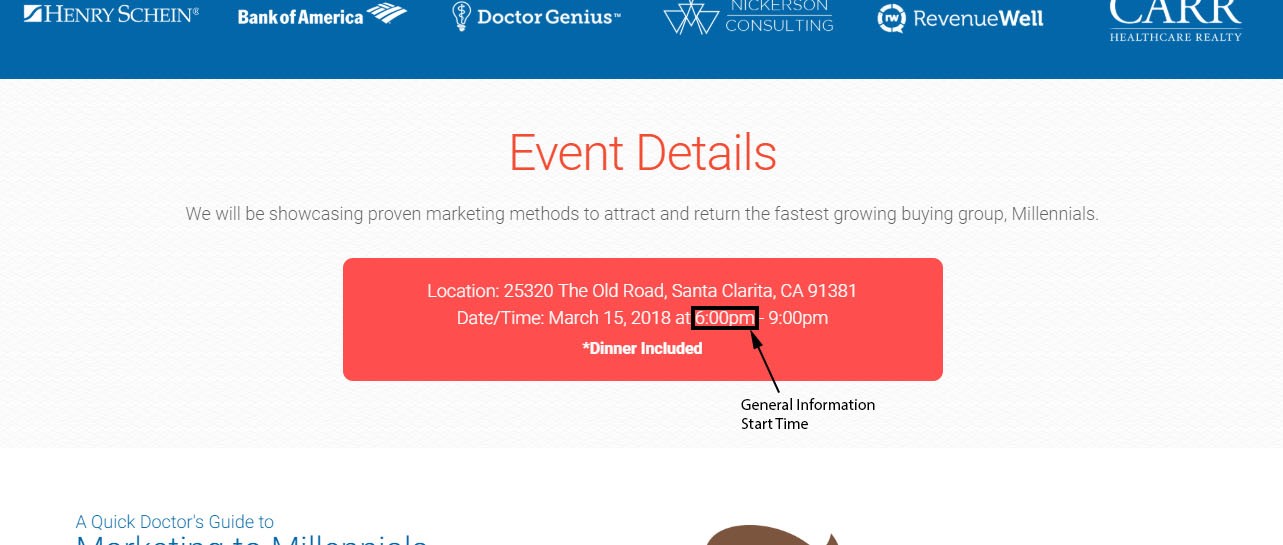 HENRY SCHEIN®
Bank of America
Doctor Genius™
NICKERSON
CONSULTING
rw RevenueWell
CARR
HEALTHCARE REALTY
Event Details
We will be showcasing proven marketing methods to attract and return the fastest growing buying group, Millennials.
Location: 25320 The Old Road, Santa Clarita, CA 91381
Date/Time: March 15, 2018 at 6:00pm - 9:00pm
*Dinner Included
General Information
Start Time
A Quick Doctor's Guide to
Marketing to Millennials